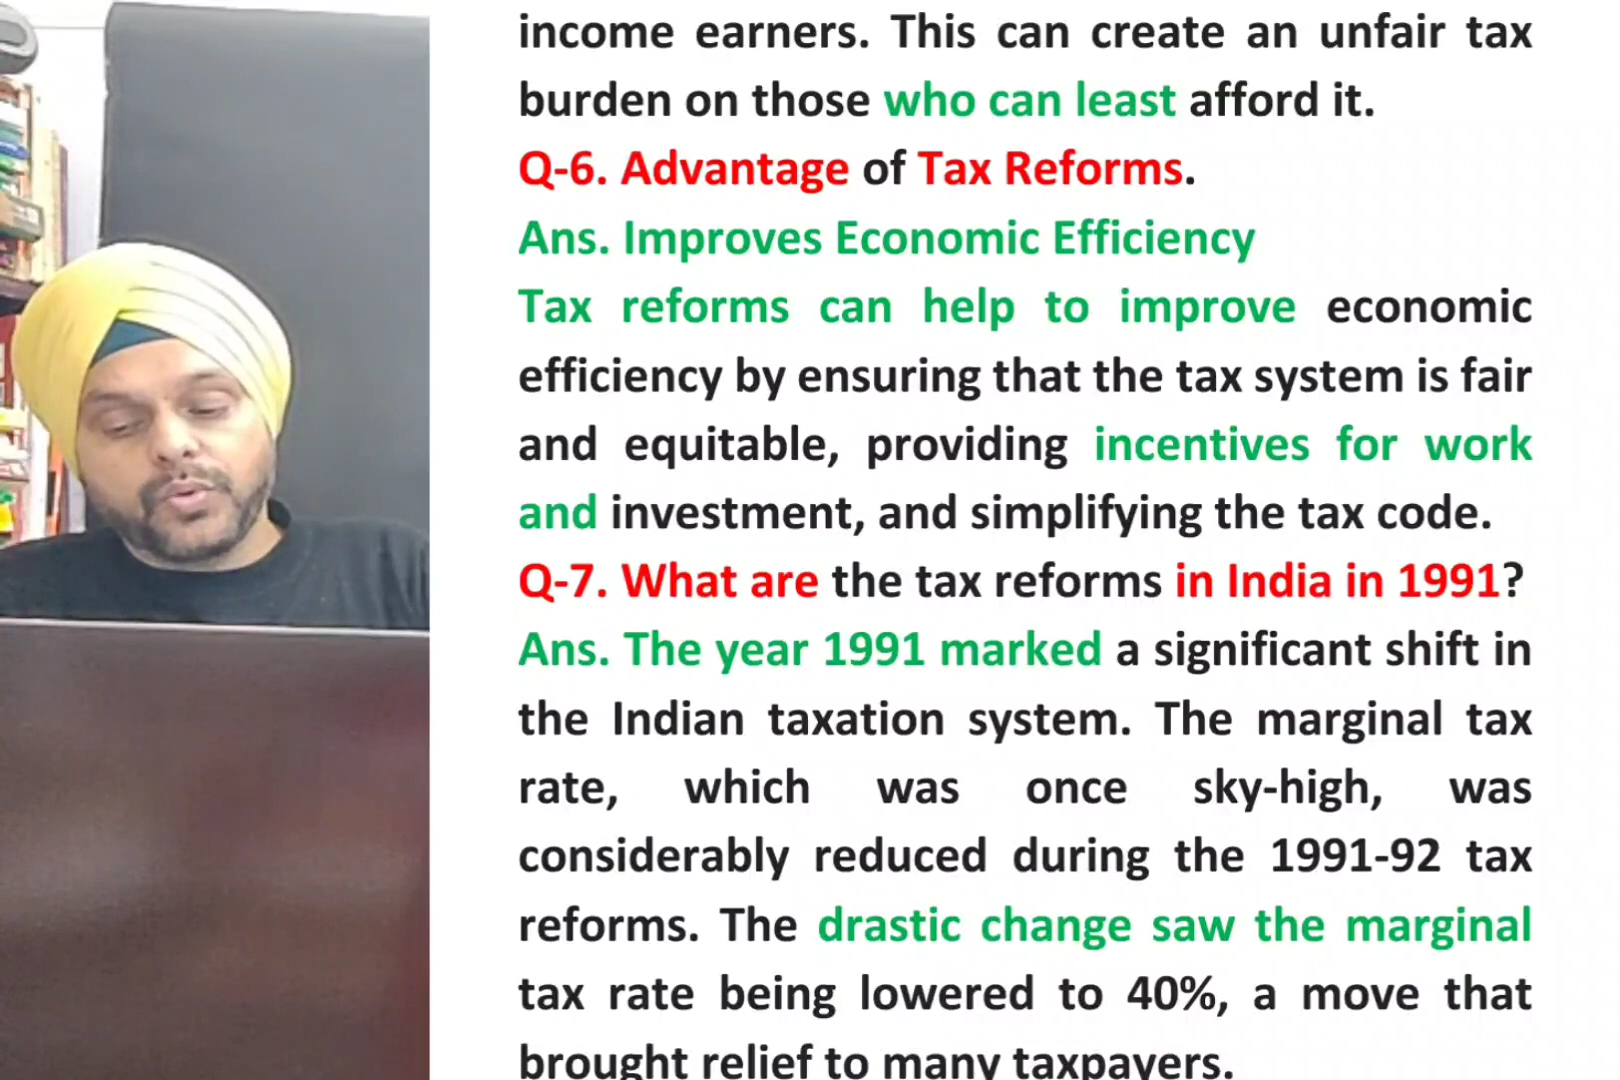 income earners. This can create an unfair tax
burden on those who can least afford it.
Q-6. Advantage of Tax Reforms.
Ans. Improves Economic Efficiency
Tax reforms can help to improve economic
efficiency by ensuring that the tax system is fair
and equitable, providing incentives for work
and investment, and simplifying the tax code.
Q-7. What are the tax reforms in India in 1991?
Ans. The year 1991 marked a significant shift in
the Indian taxation system. The marginal tax
rate, which was once sky-high, was
considerably reduced during the 1991-92 tax
reforms. The drastic change saw the marginal
tax rate being lowered to 40%, a move that
brought relief to many taxpayers.